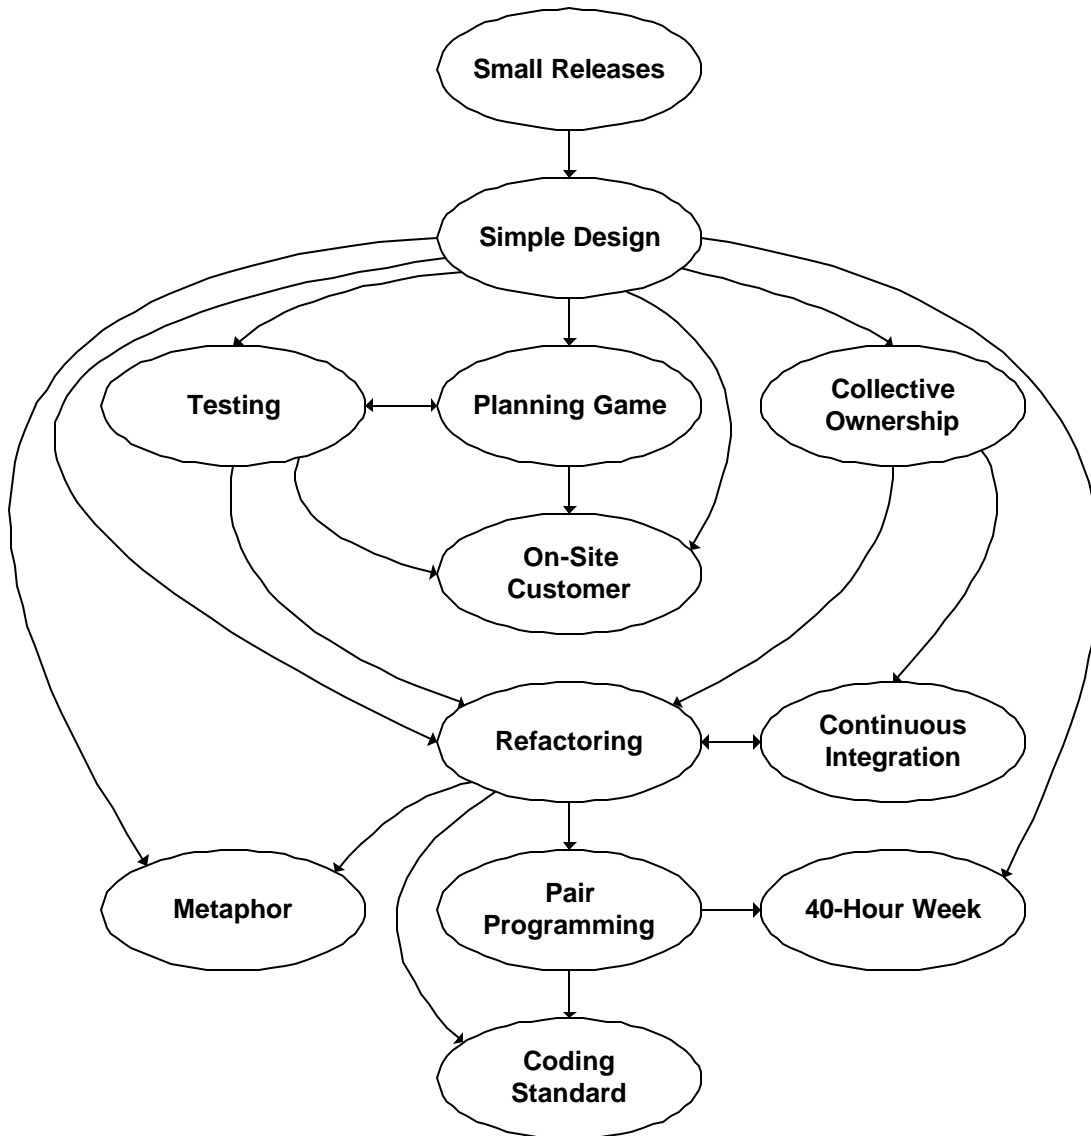 Small Releases
Simple Design
Testing
Planning Game
Collective
Ownership
On-Site
Customer
Refactoring
Continuous
Integration
Metaphor
Pair
Programming
40-Hour Week
Coding
Standard